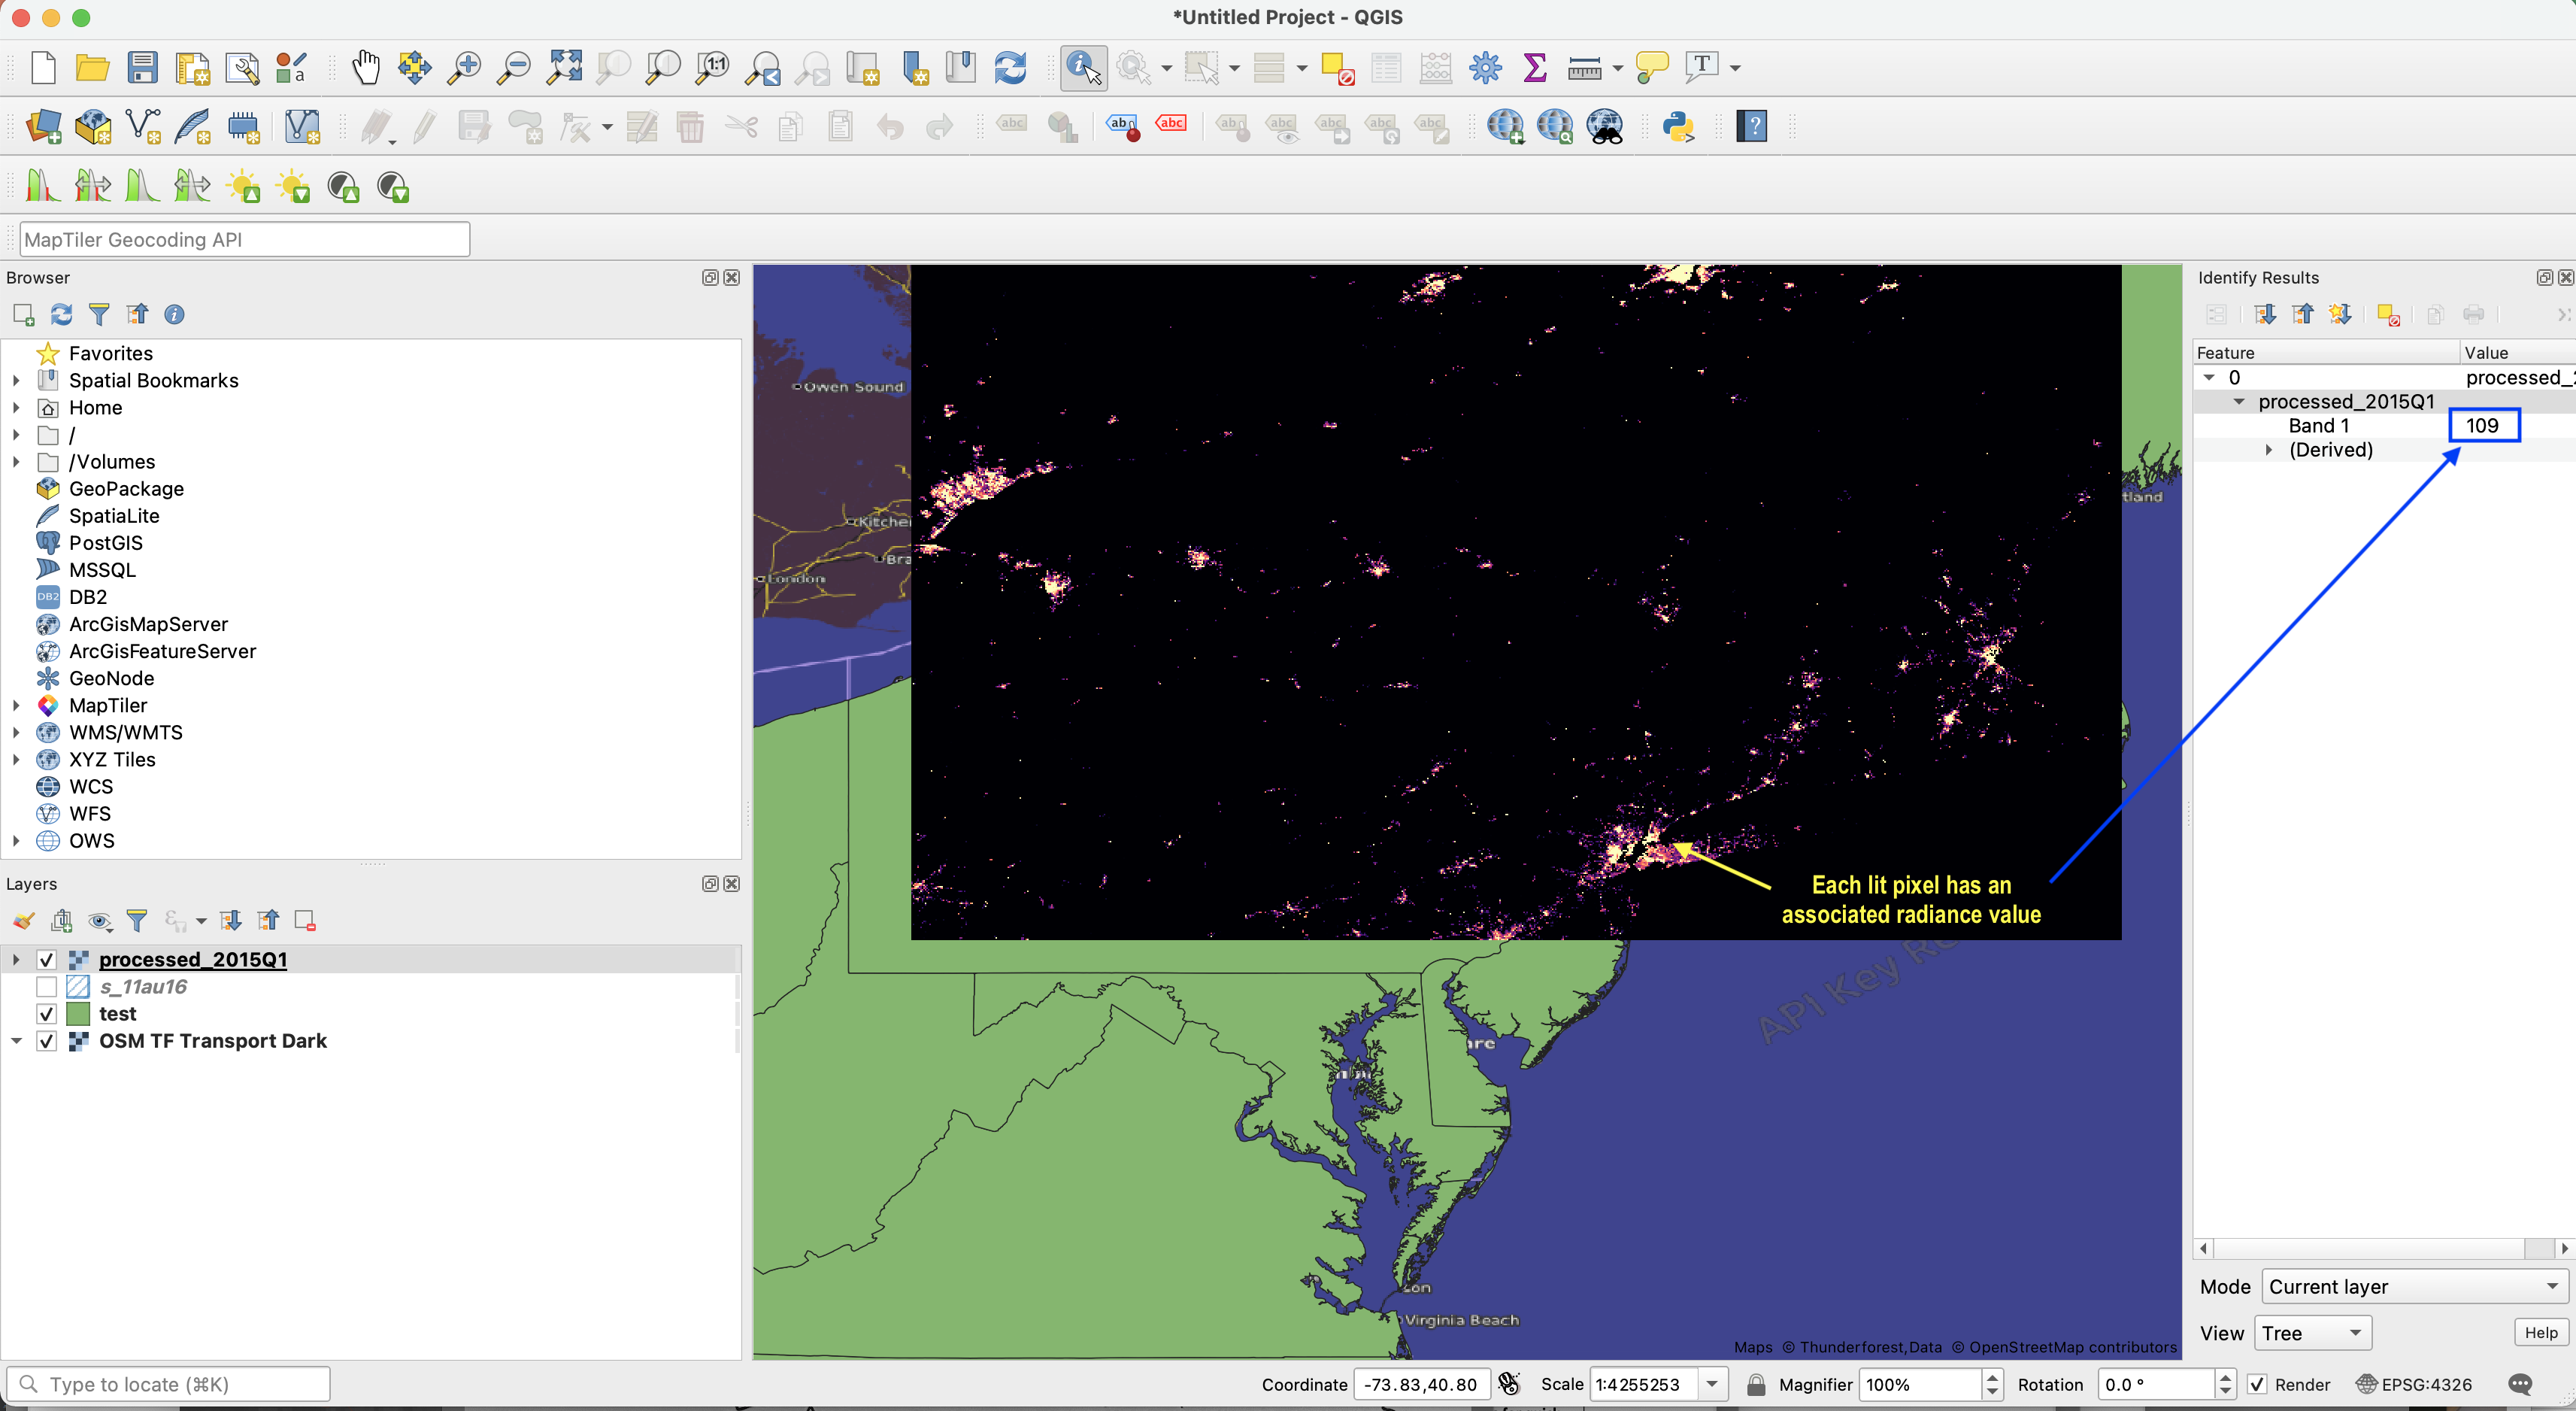 *Untitled Project - QGIS
MapTiler Geocoding API
Browser
Favorites
Spatial Bookmarks
Home
/
/Volumes
GeoPackage
SpatiaLite
PostGIS
MSSQL
DB2
ArcGisMapServer
ArcGisFeatureServer
GeoNode
MapTiler
WMS/WMTS
XYZ Tiles
WCS
WFS
OWS
Layers
processed_2015Q1
s_11au16
test
OSM TF Transport Dark
Owen Sound
Kitche
Bra
London
tland
Each lit pixel has an
associated radiance value
API Key
are
son
Virginia Beach
Maps © Thunderforest,Data © OpenStreetMap contributors
Identify Results
Feature Value
0 processed_2
processed_2015Q1
Band 1 109
(Derived)
Mode Current layer
View Tree Help
Type to locate (⌘K)
Coordinate -73.83,40.80 Scale 1:4255253 Magnifier 100% Rotation 0.0 ° Render EPSG:4326